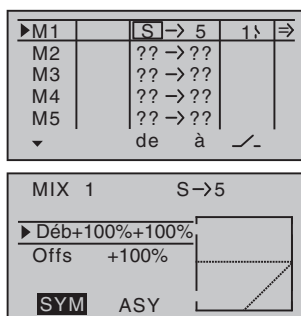 ▶M1 S → 5 1 ⇒
M2 ?? → ??
M3 ?? → ??
M4 ?? → ??
M5 ?? → ??
▼ de à
MIX 1 S→5
▶ Déb+100%+100%
Offs +100%
SYM ASY